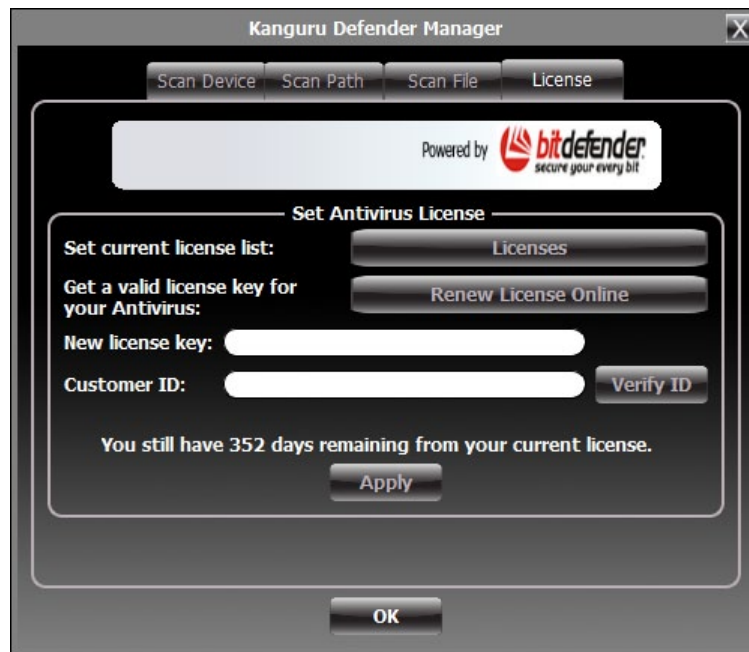 Kanguru Defender Manager
X
Scan Device Scan Path Scan File License
Powered by bitdefender
secure your every bit
Set Antivirus License
Set current license list: Licenses
Get a valid license key for
your Antivirus: Renew License Online
New license key:
Customer ID: Verify ID
You still have 352 days remaining from your current license.
Apply
OK